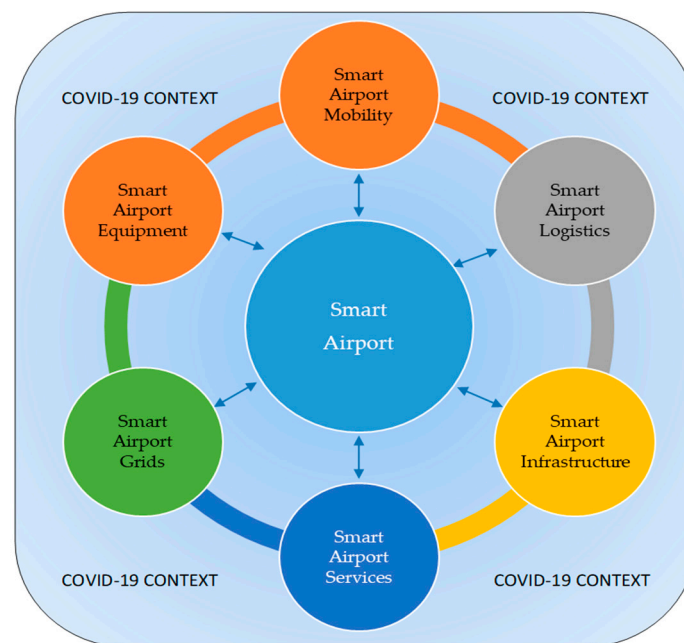 Smart
Airport
Mobility
COVID-19 CONTEXT
COVID-19 CONTEXT
Smart
Airport
Equipment
Smart
Airport
Logistics
Smart
Airport
Smart
Airport
Grids
Smart
Airport
Infrastructure
Smart
Airport
Services
COVID-19 CONTEXT
COVID-19 CONTEXT